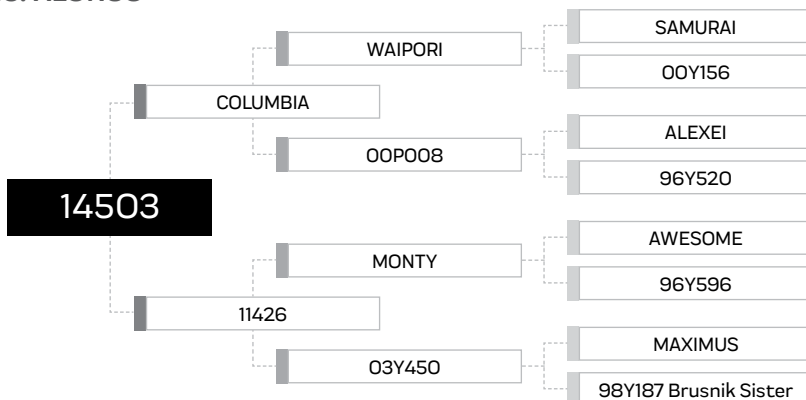 SAMURAI
WAIPORI
00Y156
COLUMBIA
ALEXEI
00P008
96Y520
14503
AWESOME
MONTY
96Y596
11426
MAXIMUS
03Y450
98Y187 Brusnik Sister